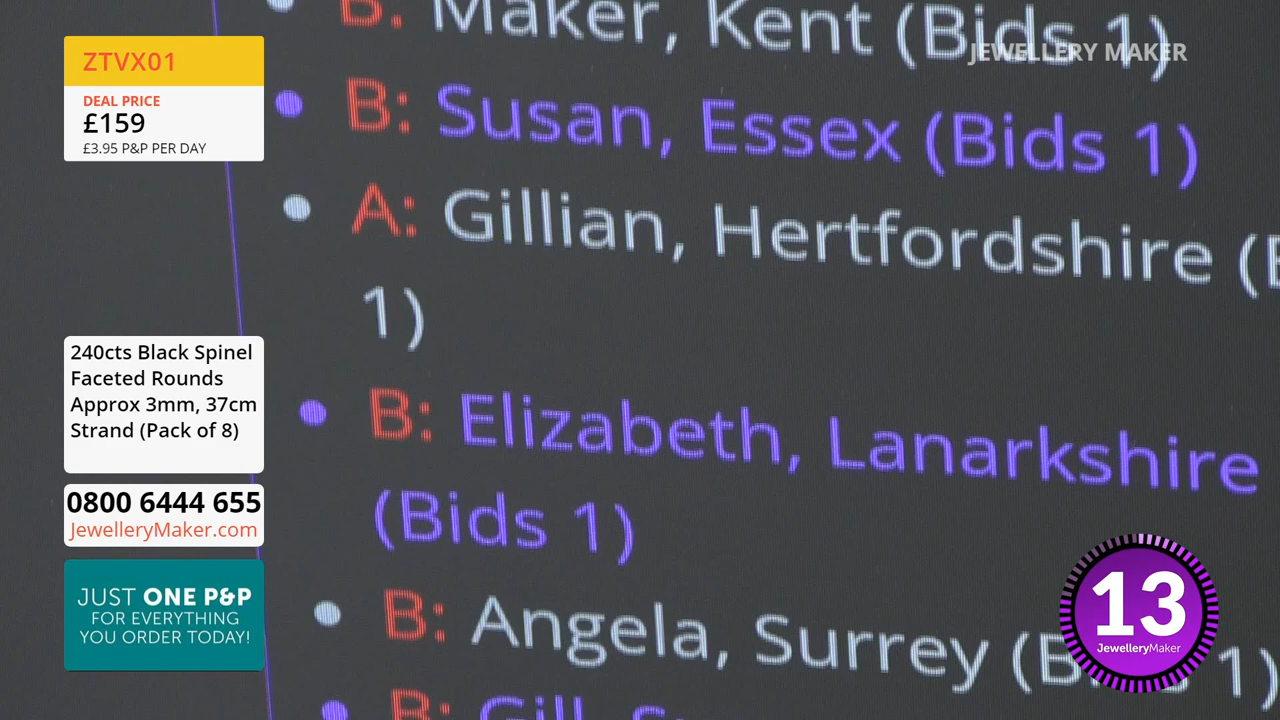 B: Maker, Kent (Bids 1)
JEWELLERY MAKER
ZTVX01
DEAL PRICE
£159
£3.95 P&P PER DAY
B: Susan, Essex (Bids 1)
A: Gillian, Hertfordshire (B
1)
240cts Black Spinel
Faceted Rounds
Approx 3mm, 37cm
Strand (Pack of 8)
B: Elizabeth, Lanarkshire
(Bids 1)
0800 6444 655
JewelleryMaker.com
JUST ONE P&P
FOR EVERYTHING
YOU ORDER TODAY!
B: Angela, Surrey (B 1)
13
JewelleryMaker
B: Gill,